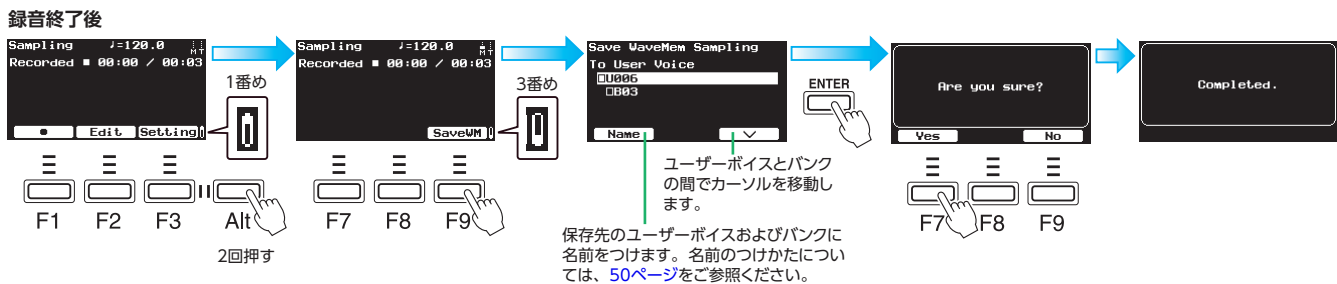 録音終了後
Sampling ♩=120.0 M T
Recorded ■ 00:00 / 00:03
● Edit Setting
F1 F2 F3 Alt
1番め
2回押す
Sampling ♩=120.0 M T
Recorded ■ 00:00 / 00:03
SaveWM
F7 F8 F9
3番め
Save WaveMem Sampling
To User Voice
□U006
□B03
Name
ユーザーボイスとバンク
の間でカーソルを移動し
ます。
保存先のユーザーボイスおよびバンクに
名前をつけます。名前のつけかたについ
ては、50ページをご参照ください。
ENTER
Are you sure?
Yes No
F7 F8 F9
Completed.